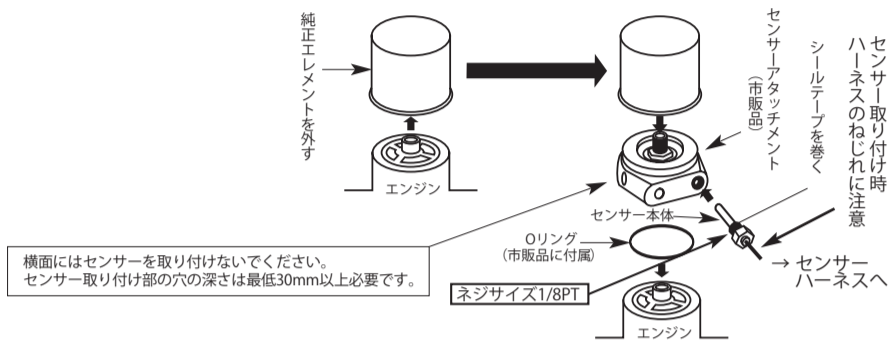 純正エレメントを外す
エンジン
センサーアタッチメント
(市販品)
シールテープを巻く
センサー取り付け時
ハーネスのねじれに注意
センサー本体
Oリング
(市販品に付属)
→ センサー
ハーネスへ
横面にはセンサーを取り付けないでください。
センサー取り付け部の穴の深さは最低30mm以上必要です。
ネジサイズ1/8PT
エンジン